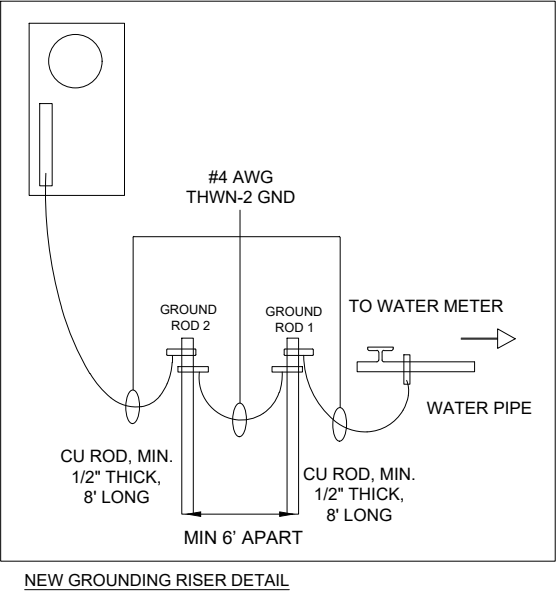 #4 AWG
THWN-2 GND
GROUND
ROD 2
GROUND
ROD 1
TO WATER METER
WATER PIPE
CU ROD, MIN.
1/2" THICK,
8' LONG
CU ROD, MIN.
1/2" THICK,
8' LONG
MIN 6' APART
NEW GROUNDING RISER DETAIL